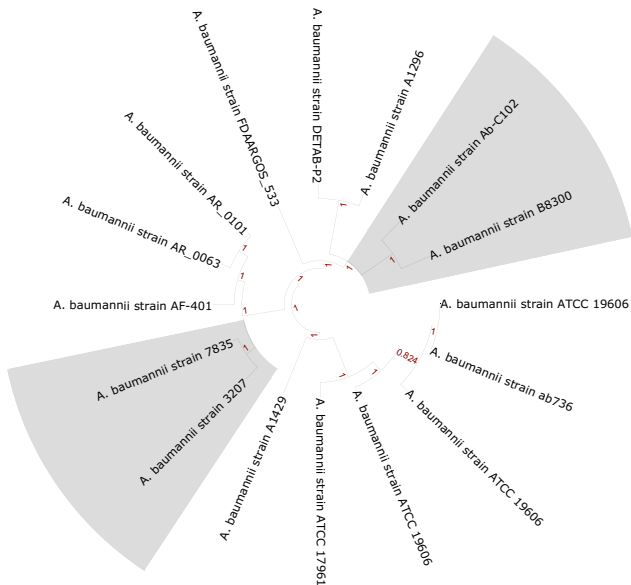 A. baumannii strain FDAARGOS_533
A. baumannii strain DETAB-P2
A. baumannii strain A1296
A. baumannii strain Ab-C102
A. baumannii strain B8300
A. baumannii strain AR_0101
A. baumannii strain AR_0063
A. baumannii strain AF-401
A. baumannii strain 7835
A. baumannii strain 3207
A. baumannii strain A1429
A. baumannii strain ATCC 17961
A. baumannii strain ATCC 19606
A. baumannii strain ATCC 19606
A. baumannii strain ab736
A. baumannii strain ATCC 19606
1
1
1
1
1
1
1
1
1
1
1
1
1
0.824
1